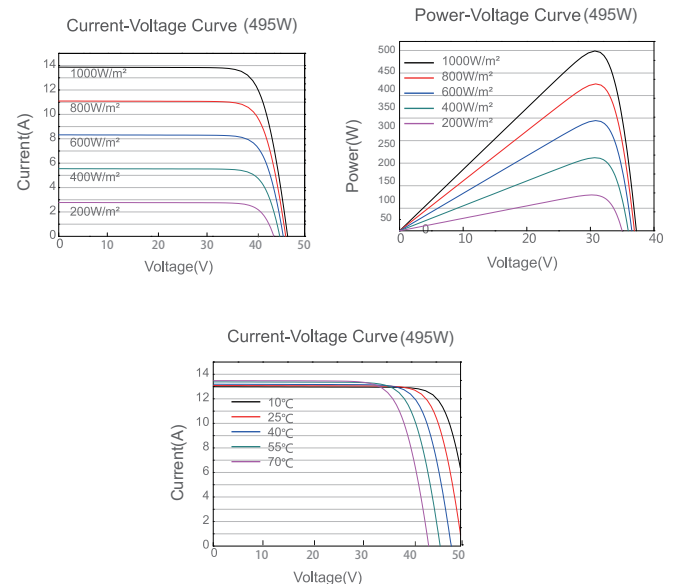 Current-Voltage Curve (495W)
14
12
10
8
6
4
2
0
1000W/m²
800W/m²
600W/m²
400W/m²
200W/m²
Current(A)
0
10
20
30
40
50
Voltage(V)
Power-Voltage Curve (495W)
500
450
400
350
300
250
200
150
100
50
1000W/m²
800W/m²
600W/m²
400W/m²
200W/m²
Power(W)
0
0
10
20
30
40
Voltage(V)
Current-Voltage Curve (495W)
14
12
10
8
6
4
2
0
10℃
25℃
40℃
55℃
70℃
Current(A)
0
10
20
30
40
50
Voltage(V)